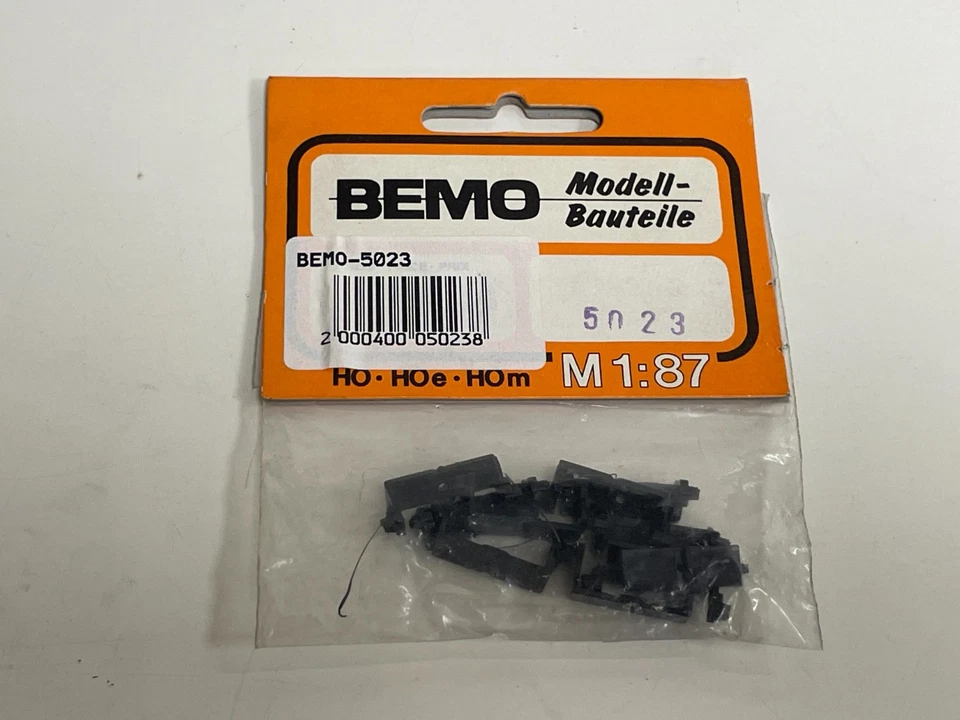 BEMO
Modell-
Bauteile
BEMO-5023
2 000400 050238
5023
HO · HOe · HOm
M 1:87